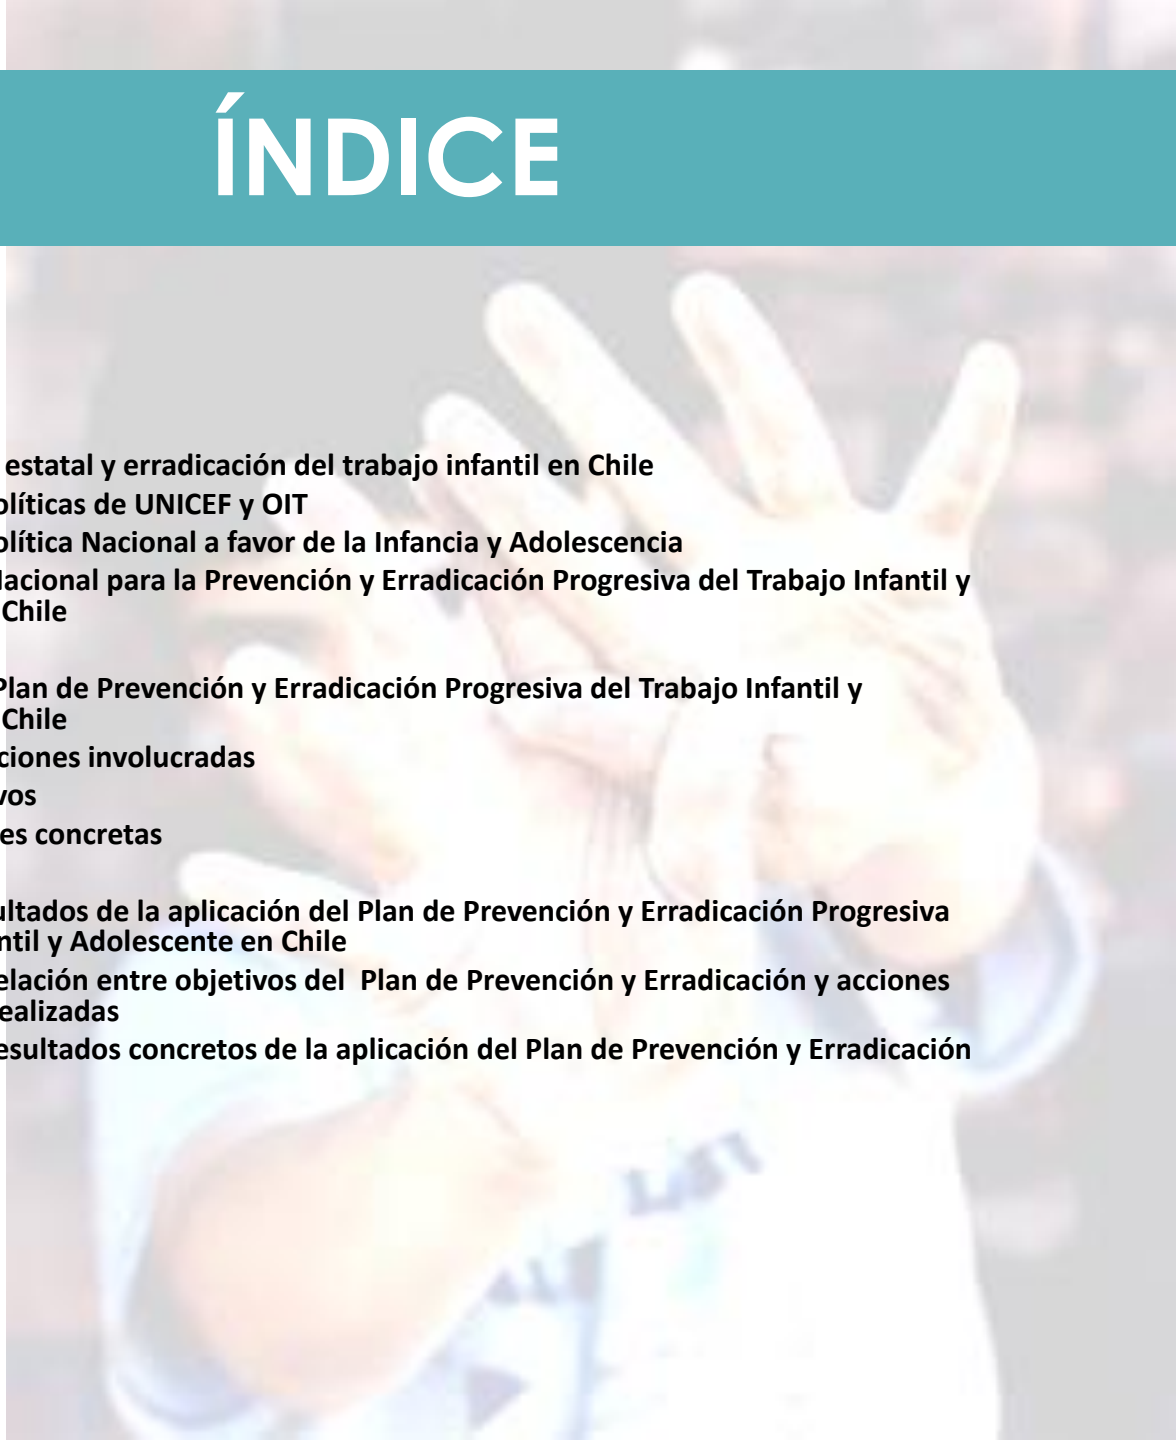 ÍNDICE
estatal y erradicación del trabajo infantil en Chile
olíticas de UNICEF y OIT
olítica Nacional a favor de la Infancia y Adolescencia
Nacional para la Prevención y Erradicación Progresiva del Trabajo Infantil y
Chile
Plan de Prevención y Erradicación Progresiva del Trabajo Infantil y
Chile
ciones involucradas
vos
es concretas
ultados de la aplicación del Plan de Prevención y Erradicación Progresiva
ntil y Adolescente en Chile
elación entre objetivos del  Plan de Prevención y Erradicación y acciones
ealizadas
esultados concretos de la aplicación del Plan de Prevención y Erradicación